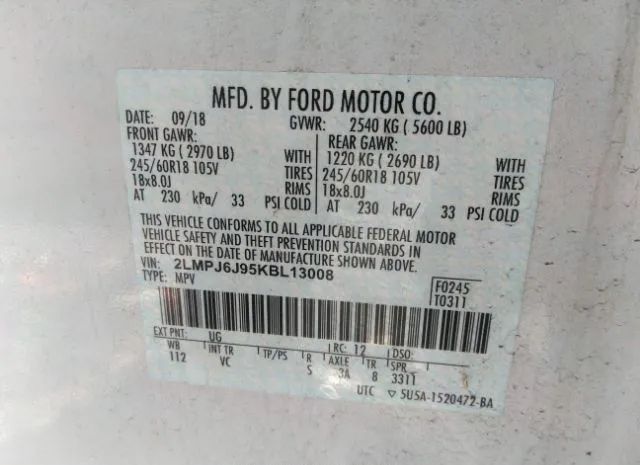 MFD. BY FORD MOTOR CO.
DATE: 09/18 GVWR: 2540 KG ( 5600 LB)
FRONT GAWR: REAR GAWR:
1347 KG ( 2970 LB) WITH 1220 KG ( 2690 LB) WITH
245/60R18 105V TIRES 245/60R18 105V TIRES
18x8.0J RIMS 18x8.0J RIMS
AT 230 kPa/ 33 PSI COLD AT 230 kPa/ 33 PSI COLD
THIS VEHICLE CONFORMS TO ALL APPLICABLE FEDERAL MOTOR
VEHICLE SAFETY AND THEFT PREVENTION STANDARDS IN
EFFECT ON THE DATE OF MANUFACTURE SHOWN ABOVE.
VIN: 2LMPJ6J95KBL13008 F0245
TYPE: MPV T0311
EXT PNT: UG RC: 12 DSO:
WB INT TR TP/PS R AXLE TR SPR
112 VC S 3A 8 3311
UTC ▽ 5U5A-1520472-BA